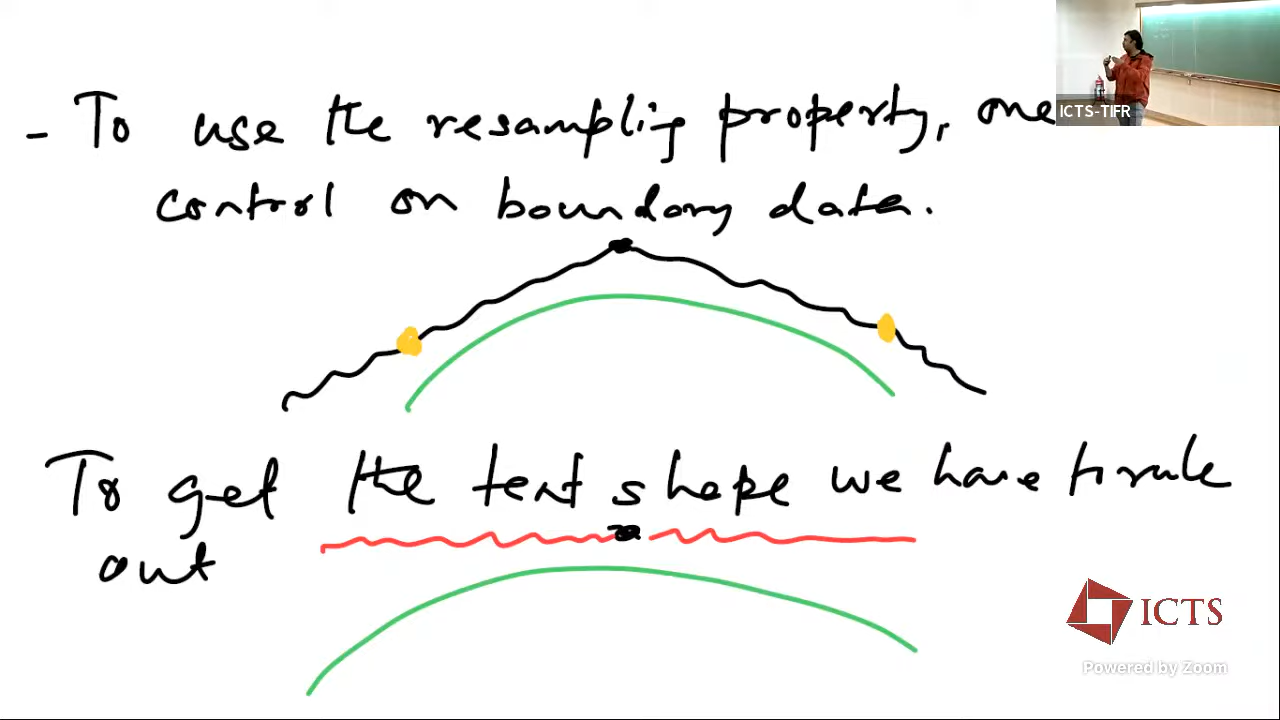 - To use the resampling property, one
control on boundary data.
To get the tent shape we have to rule
out
ICTS-TIFR
ICTS
Powered by Zoom